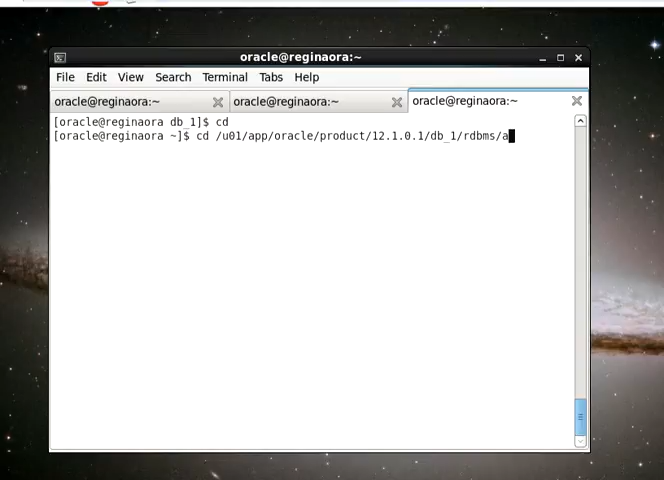 oracle@reginaora:~
File Edit View Search Terminal Tabs Help
oracle@reginaora:~ oracle@reginaora:~ oracle@reginaora:~
[oracle@reginaora db_1]$ cd
[oracle@reginaora ~]$ cd /u01/app/oracle/product/12.1.0.1/db_1/rdbms/a